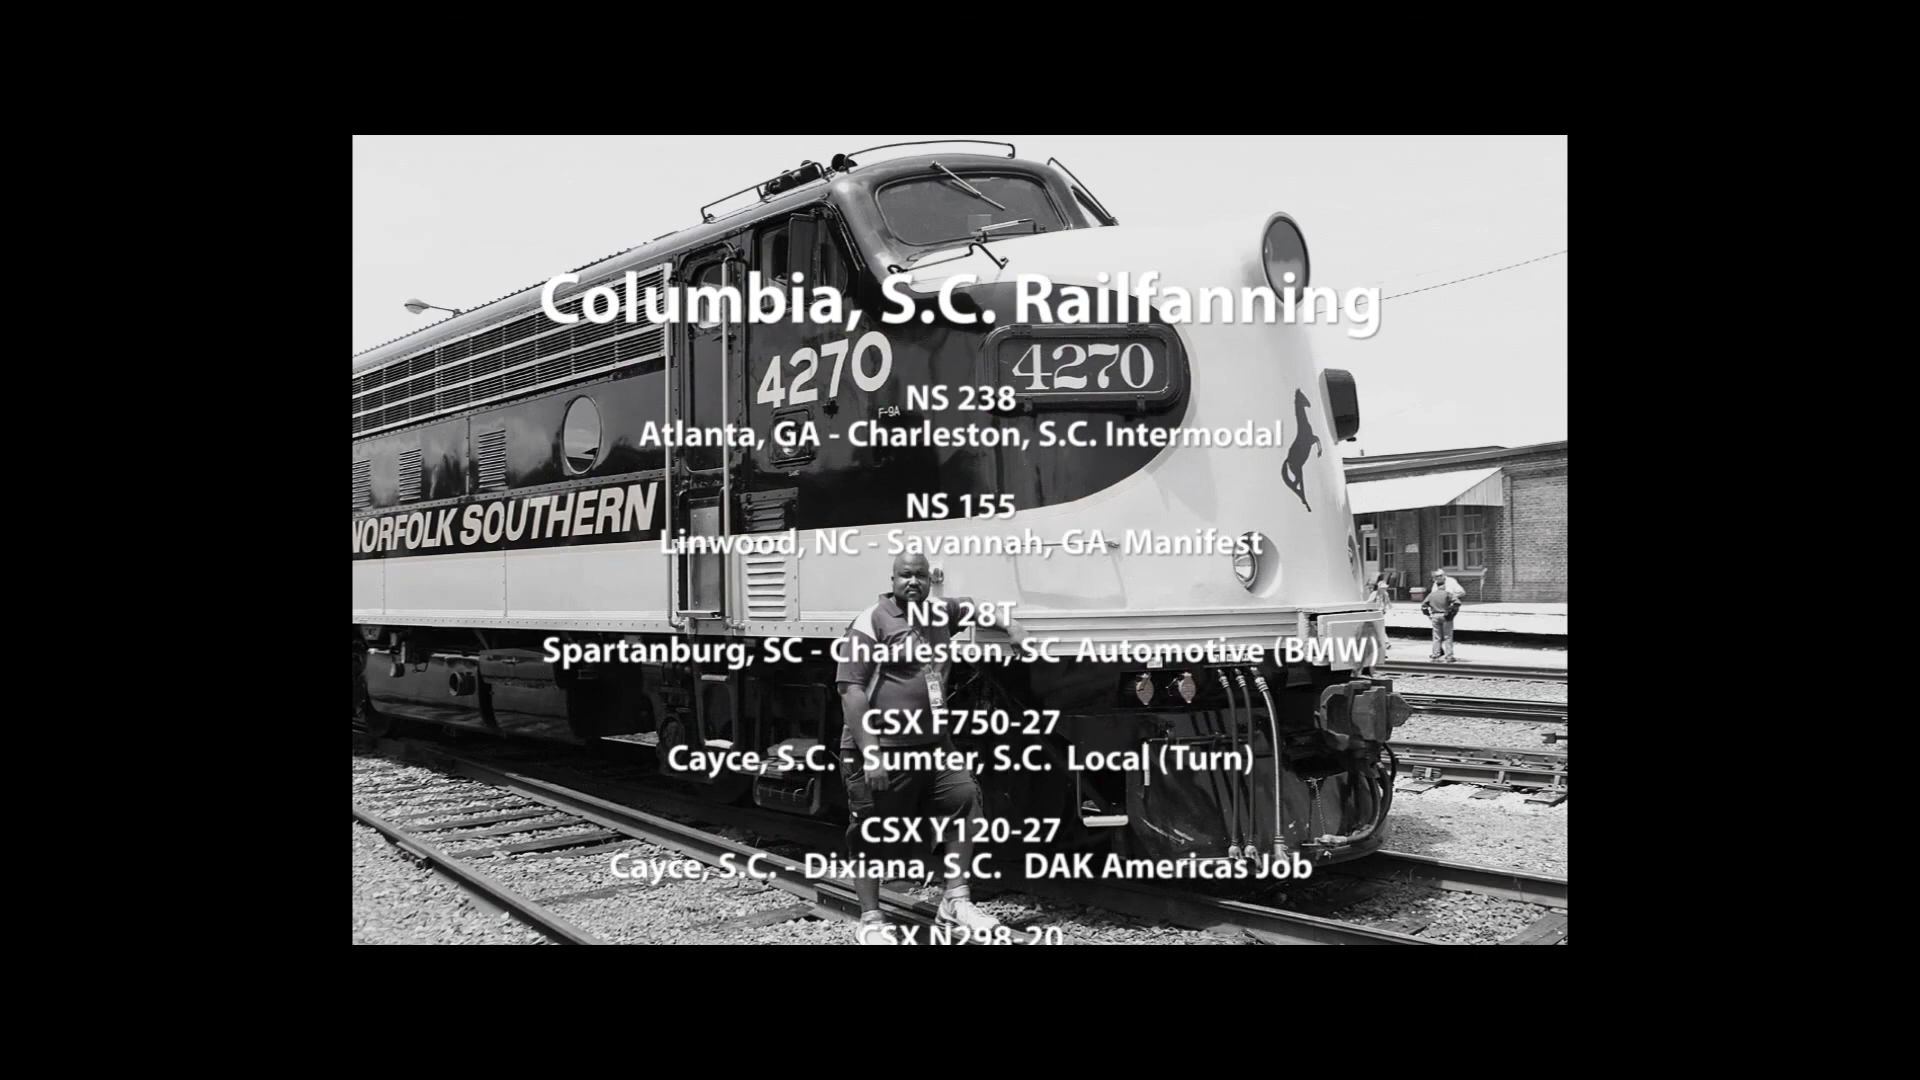 Columbia, S.C. Railfanning
4270
4270
F-9A
NS 238
Atlanta, GA - Charleston, S.C. Intermodal
NORFOLK SOUTHERN
NS 155
Linwood, NC - Savannah, GA Manifest
NS 28T
Spartanburg, SC - Charleston, SC Automotive (BMW)
CSX F750-27
Cayce, S.C. - Sumter, S.C. Local (Turn)
CSX Y120-27
Cayce, S.C. - Dixiana, S.C. DAK Americas Job
CSX N298-20